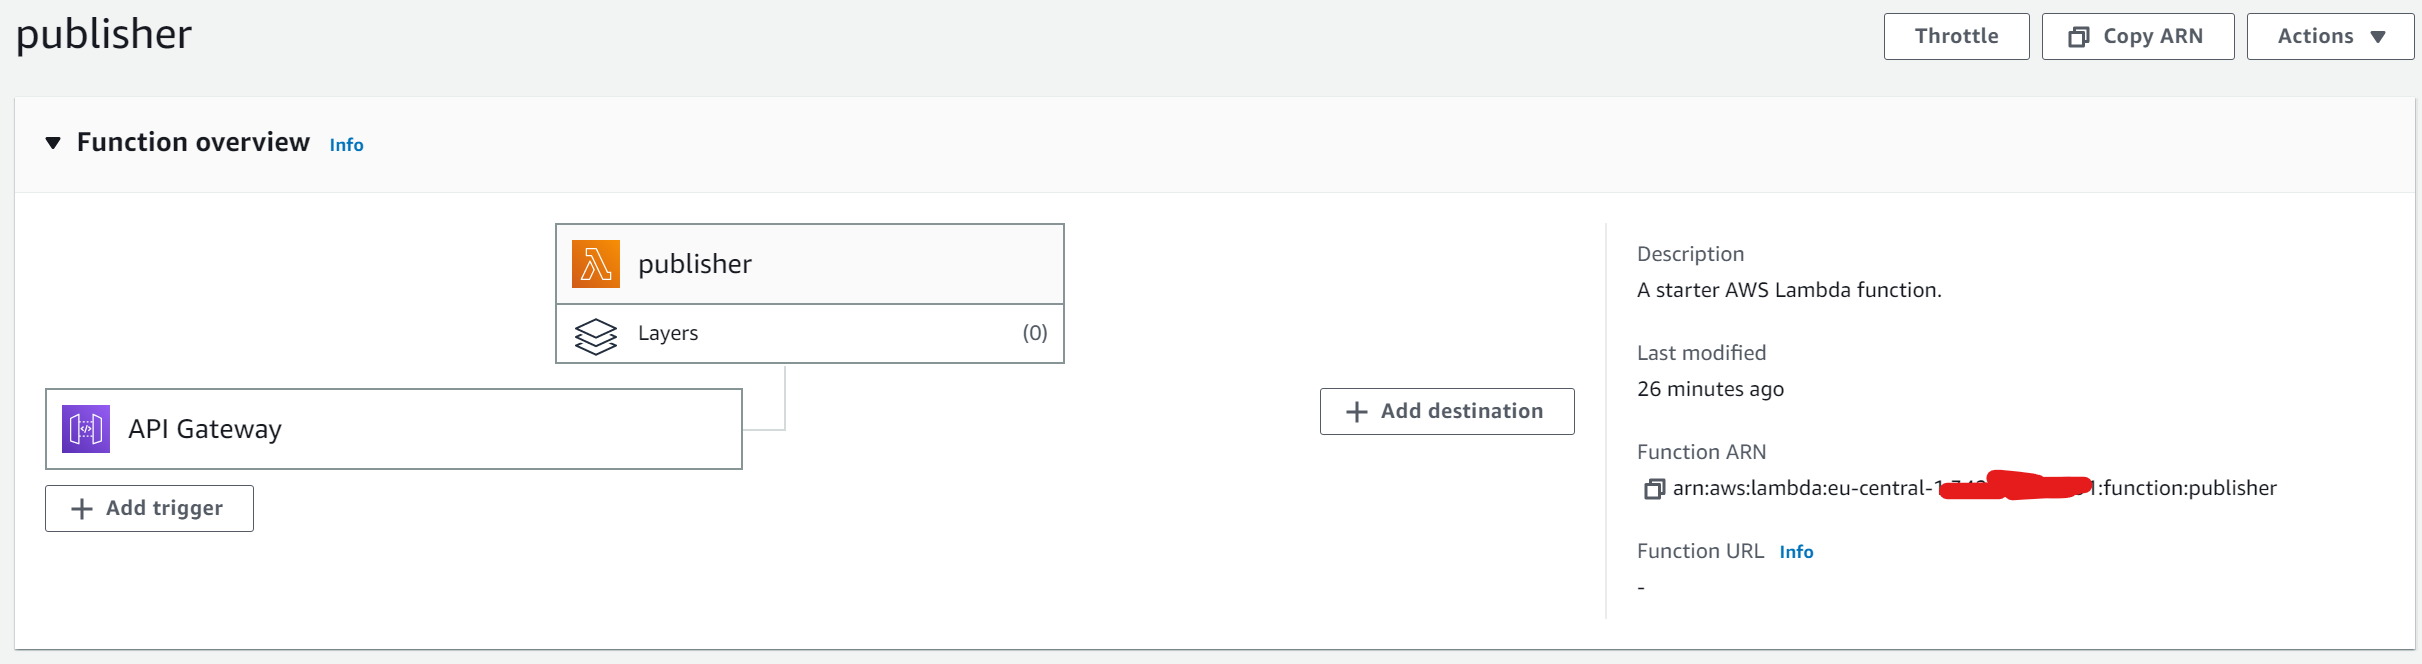 publisher
Throttle
Copy ARN
Actions
Function overview Info
publisher
Layers (0)
API Gateway
+ Add trigger
+ Add destination
Description
A starter AWS Lambda function.
Last modified
26 minutes ago
Function ARN
arn:aws:lambda:eu-central-1 1:function:publisher
Function URL Info
-